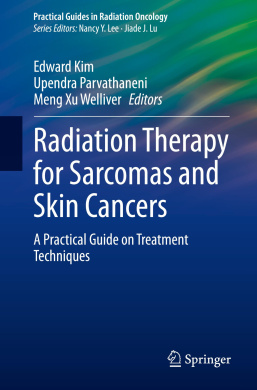 Practical Guides in Radiation Oncology
Series Editors: Nancy Y. Lee · Jiade J. Lu
Edward Kim
Upendra Parvathaneni
Meng Xu Welliver Editors
Radiation Therapy
for Sarcomas and
Skin Cancers
A Practical Guide on Treatment
Techniques
Springer